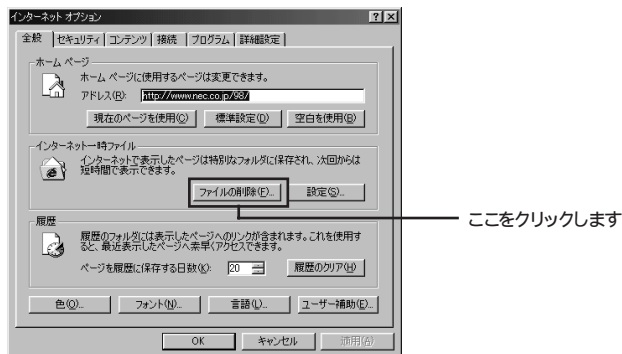 インターネット オプション
全般 セキュリティ コンテンツ 接続 プログラム 詳細設定
ホーム ページ
ホーム ページに使用するページは変更できます。
アドレス(R): http://www.nec.co.jp/98/
現在のページを使用(C) 標準設定(D) 空白を使用(B)
インターネット一時ファイル
インターネットで表示したページは特別なフォルダに保存され、次回からは
短時間で表示できます。
ファイルの削除(F)... 設定(S)...
ここをクリックします
履歴
履歴のフォルダには表示したページへのリンクが含まれます。これを使用す
ると、最近表示したページへ素早くアクセスできます。
ページを履歴に保存する日数(K): 20 履歴のクリア(H)
色(O)... フォント(N)... 言語(L)... ユーザー補助(E)...
OK キャンセル 適用(A)